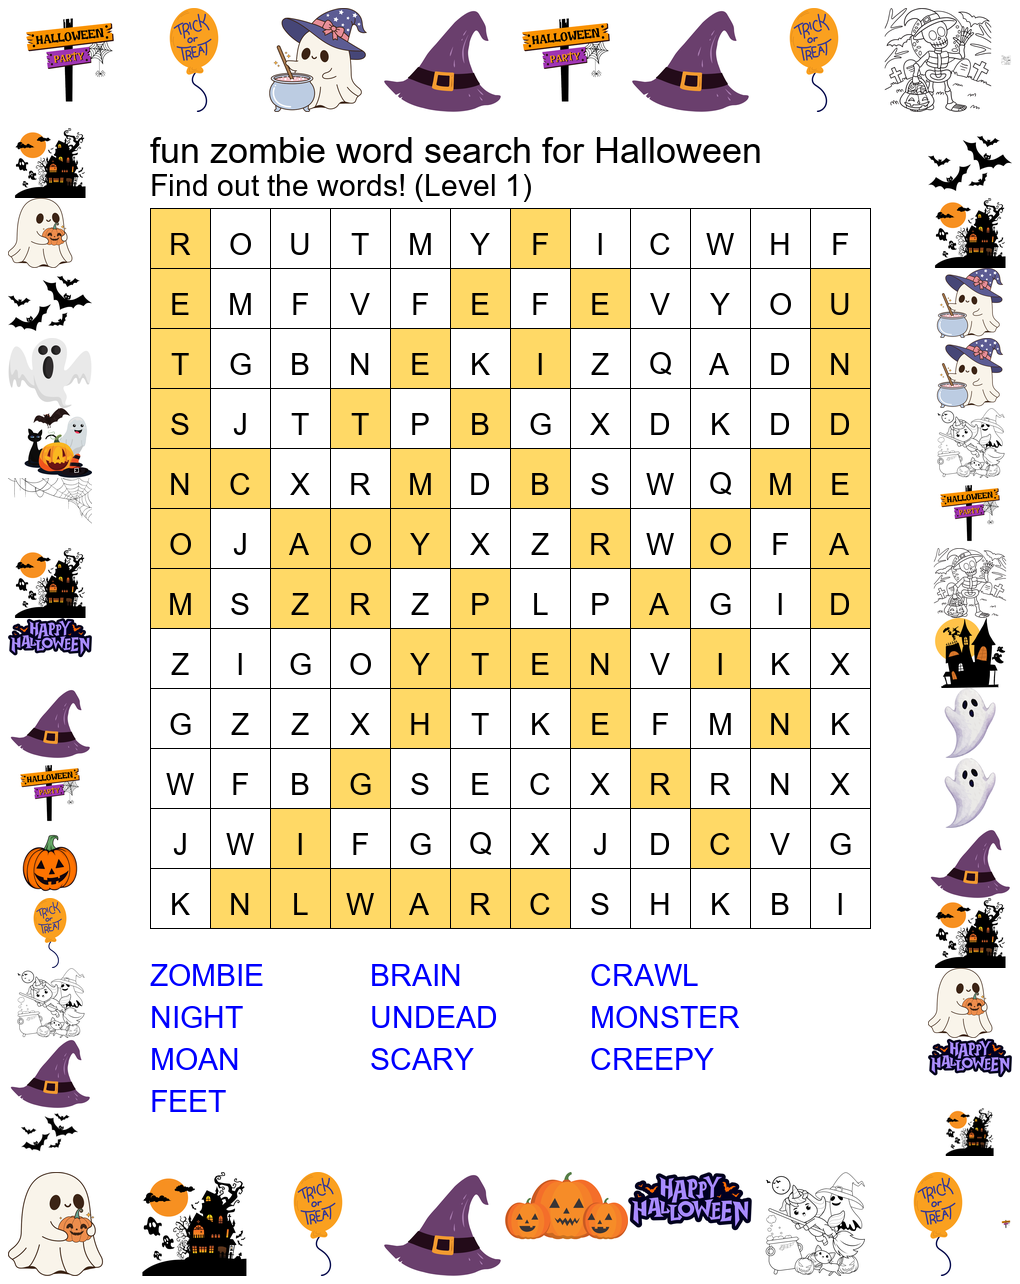 HALLOWEEN
PARTY
TRICK
or
TREAT
HALLOWEEN
PARTY
TRICK
or
TREAT
fun zombie word search for Halloween
Find out the words! (Level 1)
R O U T M Y F I C W H F
E M F V F E F E V Y O U
T G B N E K I Z Q A D N
S J T T P B G X D K D D
N C X R M D B S W Q M E
O J A O Y X Z R W O F A
M S Z R Z P L P A G I D
Z I G O Y T E N V I K X
G Z Z X H T K E F M N K
W F B G S E C X R R N X
J W I F G Q X J D C V G
K N L W A R C S H K B I
HALLOWEEN
PARTY
HAPPY
HALLOWEEN
HALLOWEEN
PARTY
TRICK
or
TREAT
HAPPY
HALLOWEEN
ZOMBIE BRAIN CRAWL
NIGHT UNDEAD MONSTER
MOAN SCARY CREEPY
FEET
TRICK
or
TREAT
HAPPY
HALLOWEEN
TRICK
or
TREAT